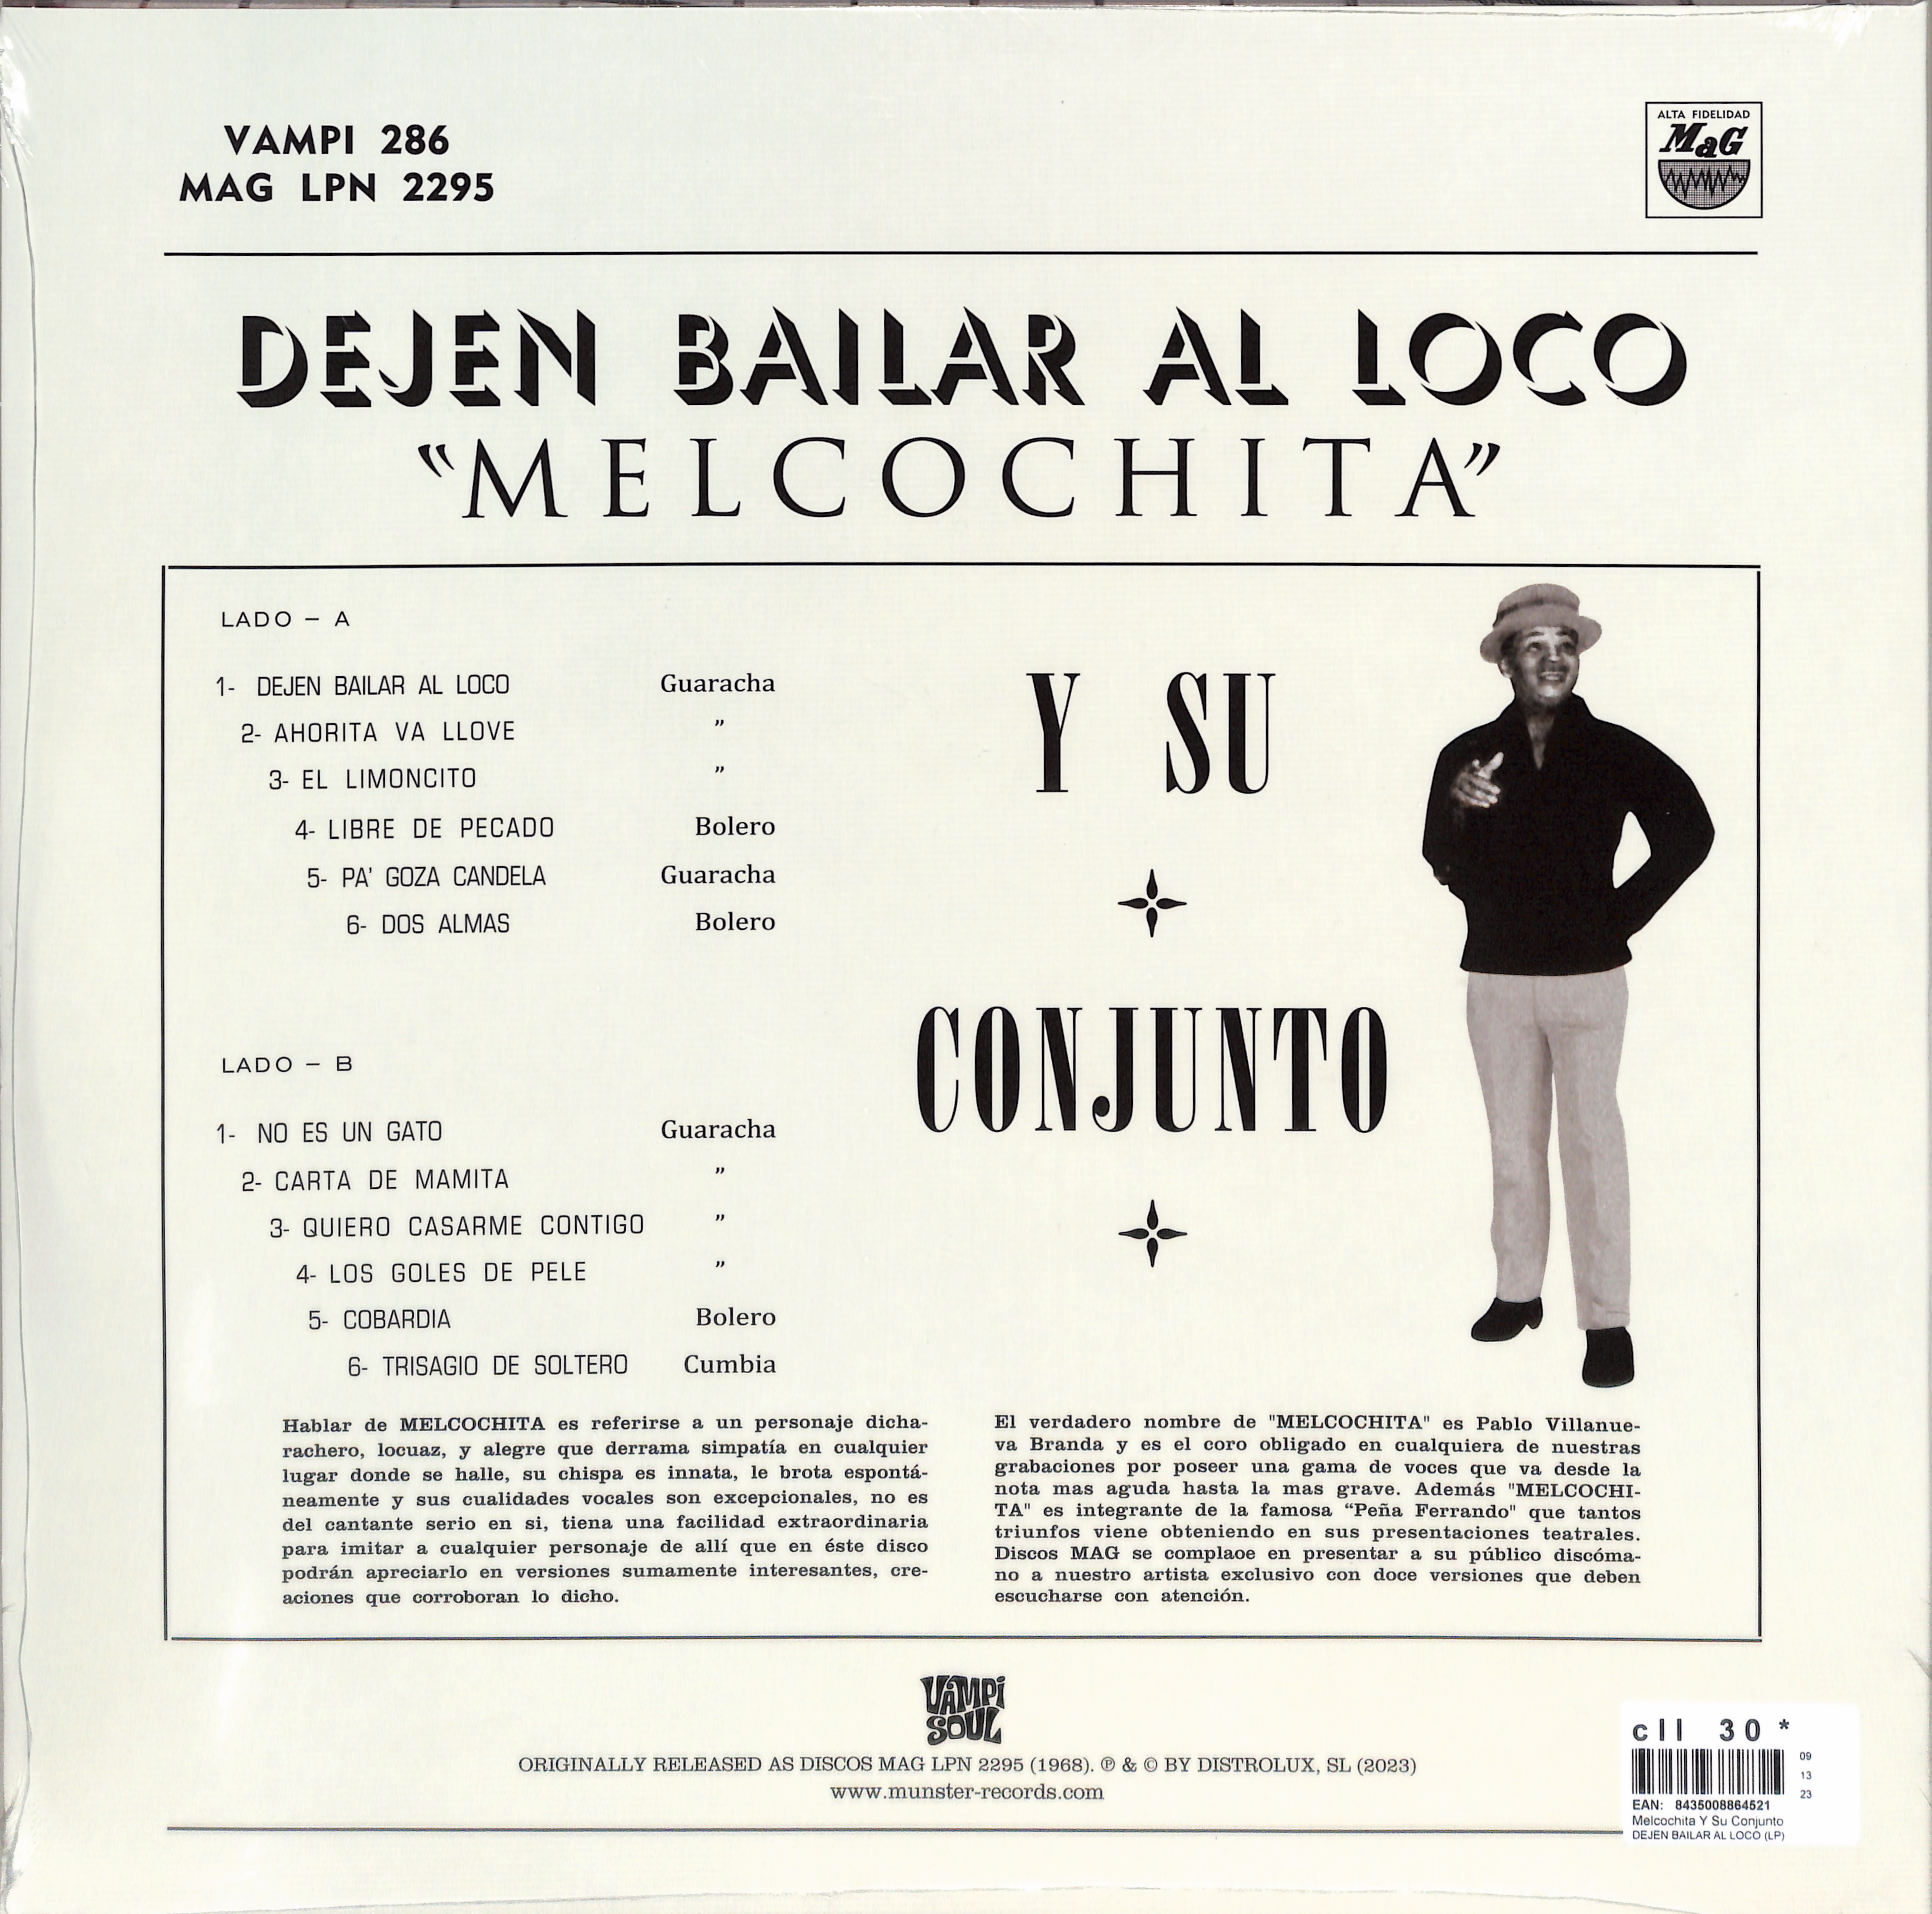 VAMPI 286
MAG LPN 2295
ALTA FIDELIDAD
MaG
DEJEN BAILAR AL LOCO
“MELCOCHITA”
LADO – A
1- DEJEN BAILAR AL LOCO Guaracha
2- AHORITA VA LLOVE ”
3- EL LIMONCITO ”
4- LIBRE DE PECADO Bolero
5- PA' GOZA CANDELA Guaracha
6- DOS ALMAS Bolero
LADO – B
1- NO ES UN GATO Guaracha
2- CARTA DE MAMITA ”
3- QUIERO CASARME CONTIGO ”
4- LOS GOLES DE PELE ”
5- COBARDIA Bolero
6- TRISAGIO DE SOLTERO Cumbia
Y SU
CONJUNTO
Hablar de MELCOCHITA es referirse a un personaje dicha-
rachero, locuaz, y alegre que derrama simpatía en cualquier
lugar donde se halle, su chispa es innata, le brota espontá-
neamente y sus cualidades vocales son excepcionales, no es
del cantante serio en si, tiena una facilidad extraordinaria
para imitar a cualquier personaje de allí que en éste disco
podrán apreciarlo en versiones sumamente interesantes, cre-
aciones que corroboran lo dicho.
El verdadero nombre de "MELCOCHITA" es Pablo Villanue-
va Branda y es el coro obligado en cualquiera de nuestras
grabaciones por poseer una gama de voces que va desde la
nota mas aguda hasta la mas grave. Además "MELCOCHI-
TA" es integrante de la famosa “Peña Ferrando" que tantos
triunfos viene obteniendo en sus presentaciones teatrales.
Discos MAG se complaoe en presentar a su público discóma-
no a nuestro artista exclusivo con doce versiones que deben
escucharse con atención.
VAMPi
SOUL
ORIGINALLY RELEASED AS DISCOS MAG LPN 2295 (1968). ℗ & © BY DISTROLUX, SL (2023)
www.munster-records.com
cll 30 *
09
13
23
EAN: 8435008864521
Melcochita Y Su Conjunto
DEJEN BAILAR AL LOCO (LP)